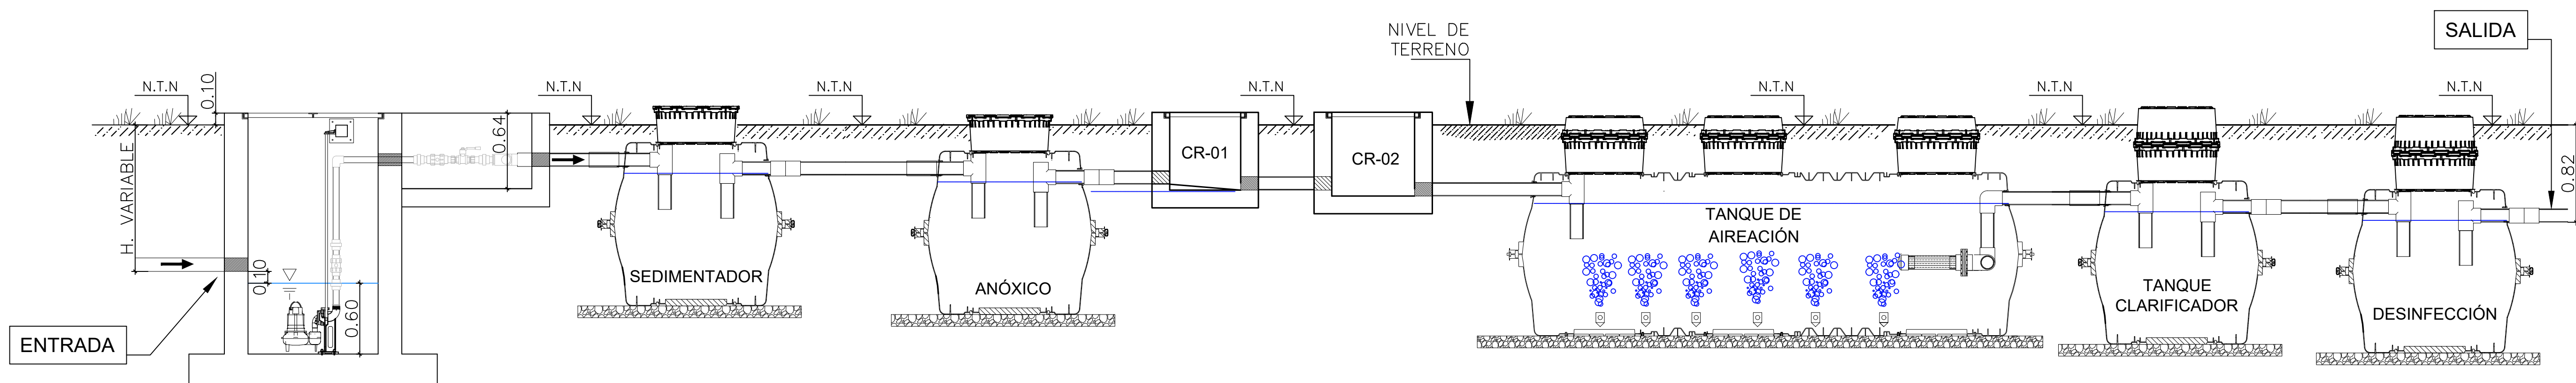 NIVEL DE
TERRENO
SALIDA
N.T.N
0.10
N.T.N
N.T.N
N.T.N
N.T.N
N.T.N
N.T.N
0.64
CR-01
CR-02
H. VARIABLE
0.82
TANQUE DE
AIREACIÓN
0.10
SEDIMENTADOR
ANÓXICO
TANQUE
CLARIFICADOR
0.60
DESINFECCIÓN
ENTRADA